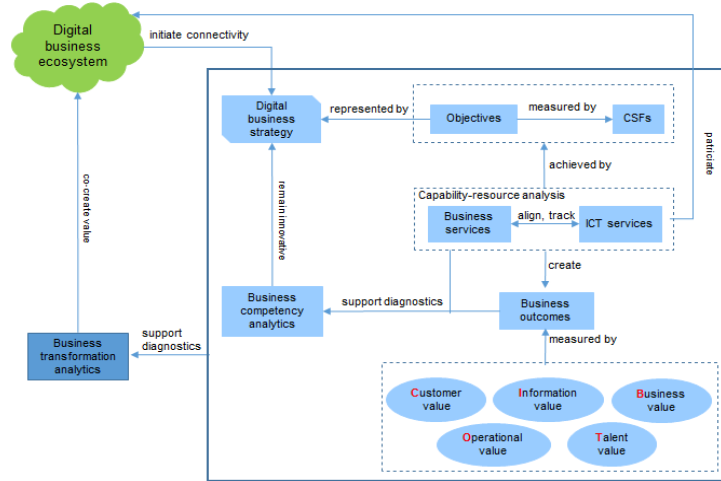 Digital
business
ecosystem
initiate connectivity
Digital
business
strategy
represented by
Objectives
measured by
CSFs
achieved by
patriciate
Capability-resource analysis
Business
services
align, track
ICT services
co-create value
remain innovative
create
Business
competency
analytics
support diagnostics
Business
outcomes
measured by
Business
transformation
analytics
support
diagnostics
Customer
value
Information
value
Business
value
Operational
value
Talent
value